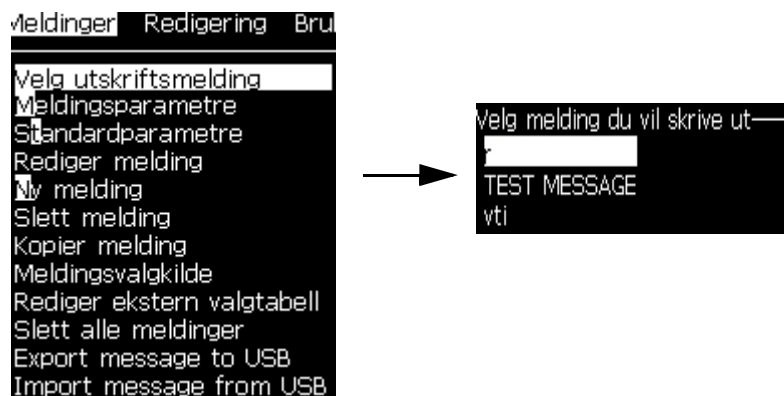 Meldinger Redigering Bru
Velg utskriftsmelding
Meldingsparametre
Standardparametre
Rediger melding
Ny melding
Slett melding
Kopier melding
Meldingsvalgkilde
Rediger ekstern valgtabell
Slett alle meldinger
Export message to USB
Import message from USB
Velg melding du vil skrive ut
r
TEST MESSAGE
vti